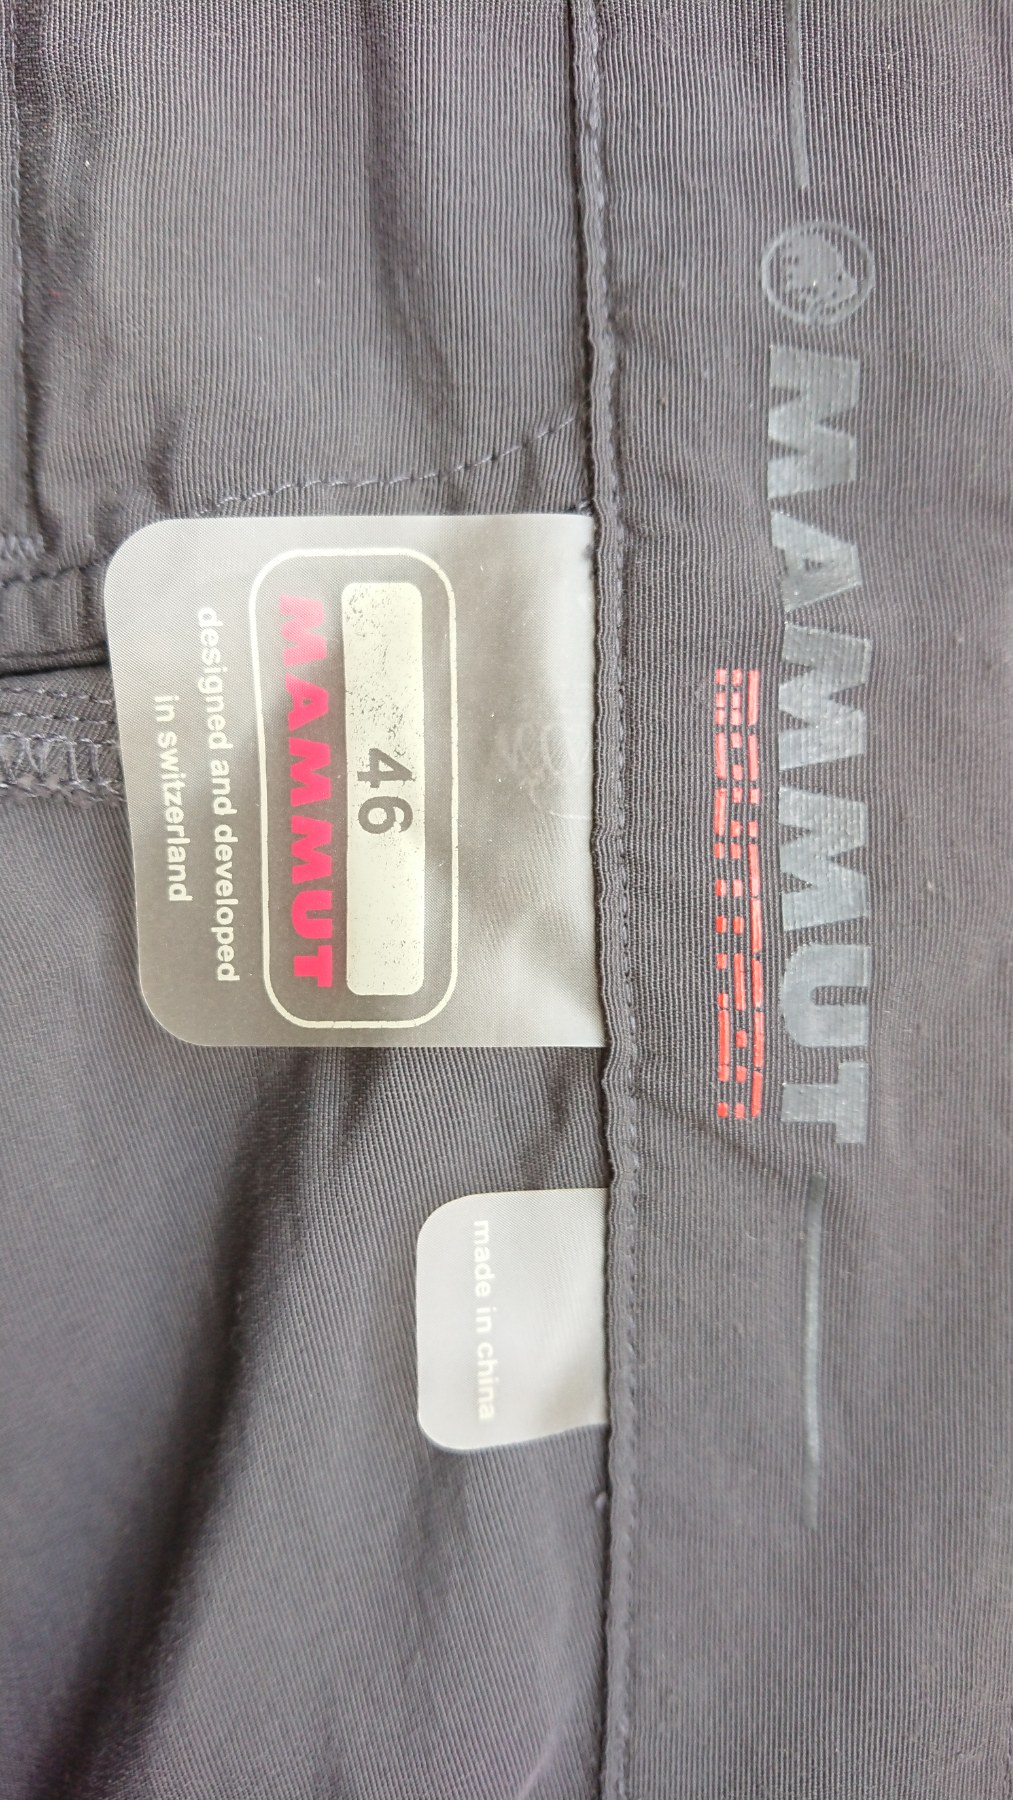 MAMMUT
46
MAMMUT
designed and developed
in switzerland
made in china